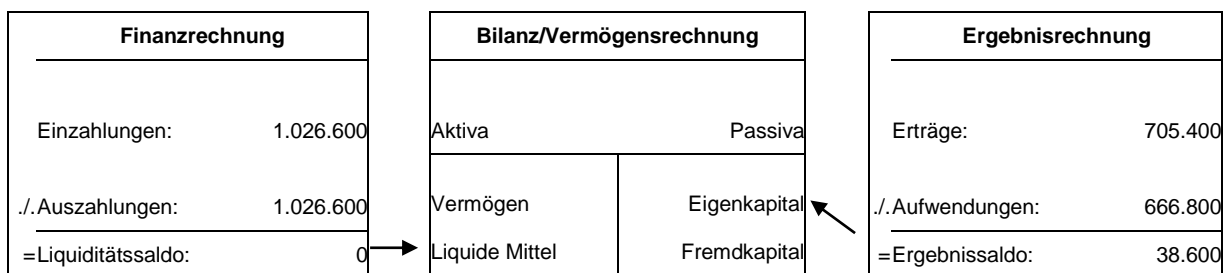 Finanzrechnung
Einzahlungen: 1.026.600
./. Auszahlungen: 1.026.600
= Liquiditätssaldo: 0
Bilanz/Vermögensrechnung
Aktiva Passiva
Vermögen Eigenkapital
Liquide Mittel Fremdkapital
Ergebnisrechnung
Erträge: 705.400
./. Aufwendungen: 666.800
= Ergebnissaldo: 38.600